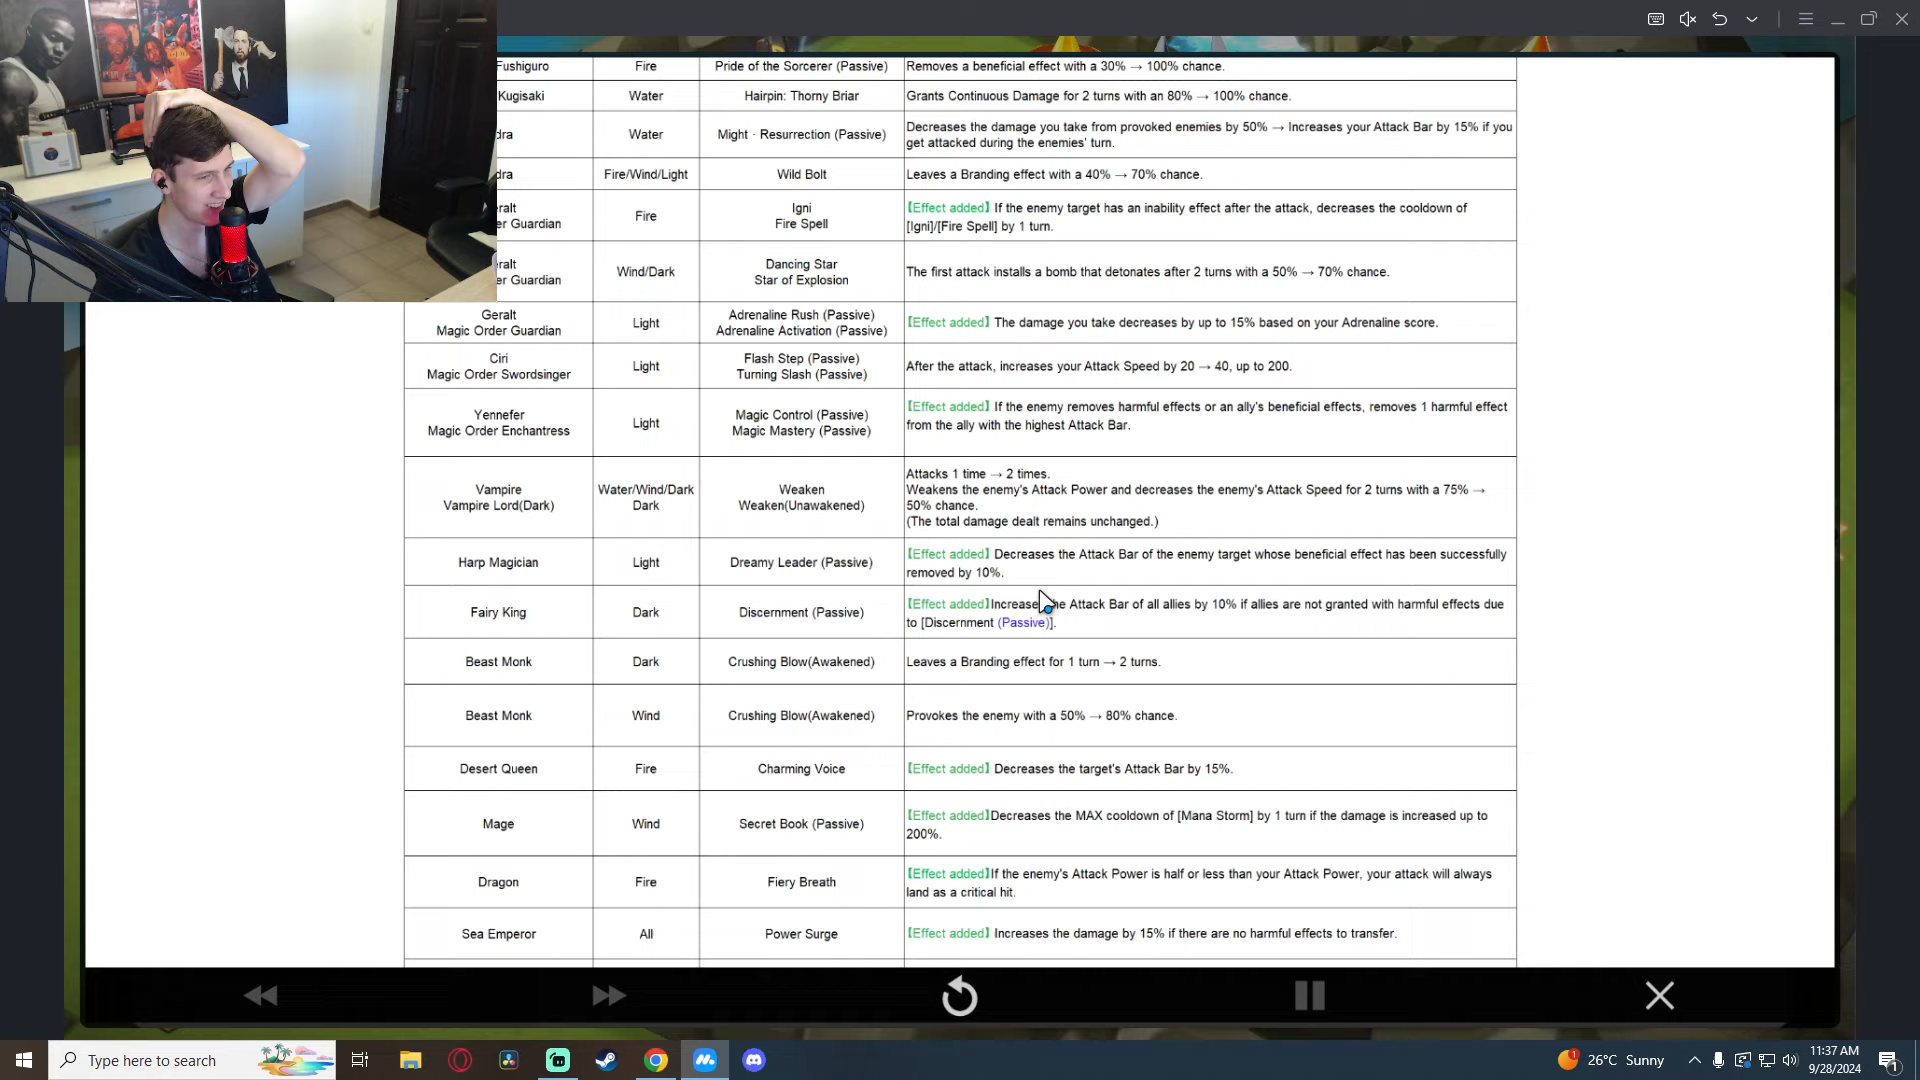 Fushiguro Fire Pride of the Sorcerer (Passive) Removes a beneficial effect with a 30% → 100% chance.
Kugisaki Water Hairpin: Thorny Briar Grants Continuous Damage for 2 turns with an 80% → 100% chance.
dra Water Might · Resurrection (Passive) Decreases the damage you take from provoked enemies by 50% → Increases your Attack Bar by 15% if you
get attacked during the enemies' turn.
dra Fire/Wind/Light Wild Bolt Leaves a Branding effect with a 40% → 70% chance.
eralt Fire Igni 【Effect added】 If the enemy target has an inability effect after the attack, decreases the cooldown of
er Guardian Fire Spell [Igni]/[Fire Spell] by 1 turn.
eralt Wind/Dark Dancing Star The first attack installs a bomb that detonates after 2 turns with a 50% → 70% chance.
er Guardian Star of Explosion
Geralt Light Adrenaline Rush (Passive) 【Effect added】 The damage you take decreases by up to 15% based on your Adrenaline score.
Magic Order Guardian Adrenaline Activation (Passive)
Ciri Light Flash Step (Passive) After the attack, increases your Attack Speed by 20 → 40, up to 200.
Magic Order Swordsinger Turning Slash (Passive)
Yennefer Light Magic Control (Passive) 【Effect added】 If the enemy removes harmful effects or an ally's beneficial effects, removes 1 harmful effect
Magic Order Enchantress Magic Mastery (Passive) from the ally with the highest Attack Bar.
Attacks 1 time → 2 times.
Vampire Water/Wind/Dark Weaken Weakens the enemy's Attack Power and decreases the enemy's Attack Speed for 2 turns with a 75% →
Vampire Lord(Dark) Dark Weaken(Unawakened) 50% chance.
(The total damage dealt remains unchanged.)
Harp Magician Light Dreamy Leader (Passive) 【Effect added】 Decreases the Attack Bar of the enemy target whose beneficial effect has been successfully
removed by 10%.
Fairy King Dark Discernment (Passive) 【Effect added】Increases the Attack Bar of all allies by 10% if allies are not granted with harmful effects due
to [Discernment (Passive)].
Beast Monk Dark Crushing Blow(Awakened) Leaves a Branding effect for 1 turn → 2 turns.
Beast Monk Wind Crushing Blow(Awakened) Provokes the enemy with a 50% → 80% chance.
Desert Queen Fire Charming Voice 【Effect added】 Decreases the target's Attack Bar by 15%.
Mage Wind Secret Book (Passive) 【Effect added】Decreases the MAX cooldown of [Mana Storm] by 1 turn if the damage is increased up to
200%.
Dragon Fire Fiery Breath 【Effect added】If the enemy's Attack Power is half or less than your Attack Power, your attack will always
land as a critical hit.
Sea Emperor All Power Surge 【Effect added】 Increases the damage by 15% if there are no harmful effects to transfer.
Type here to search
1
26°C Sunny
11:37 AM
9/28/2024
1